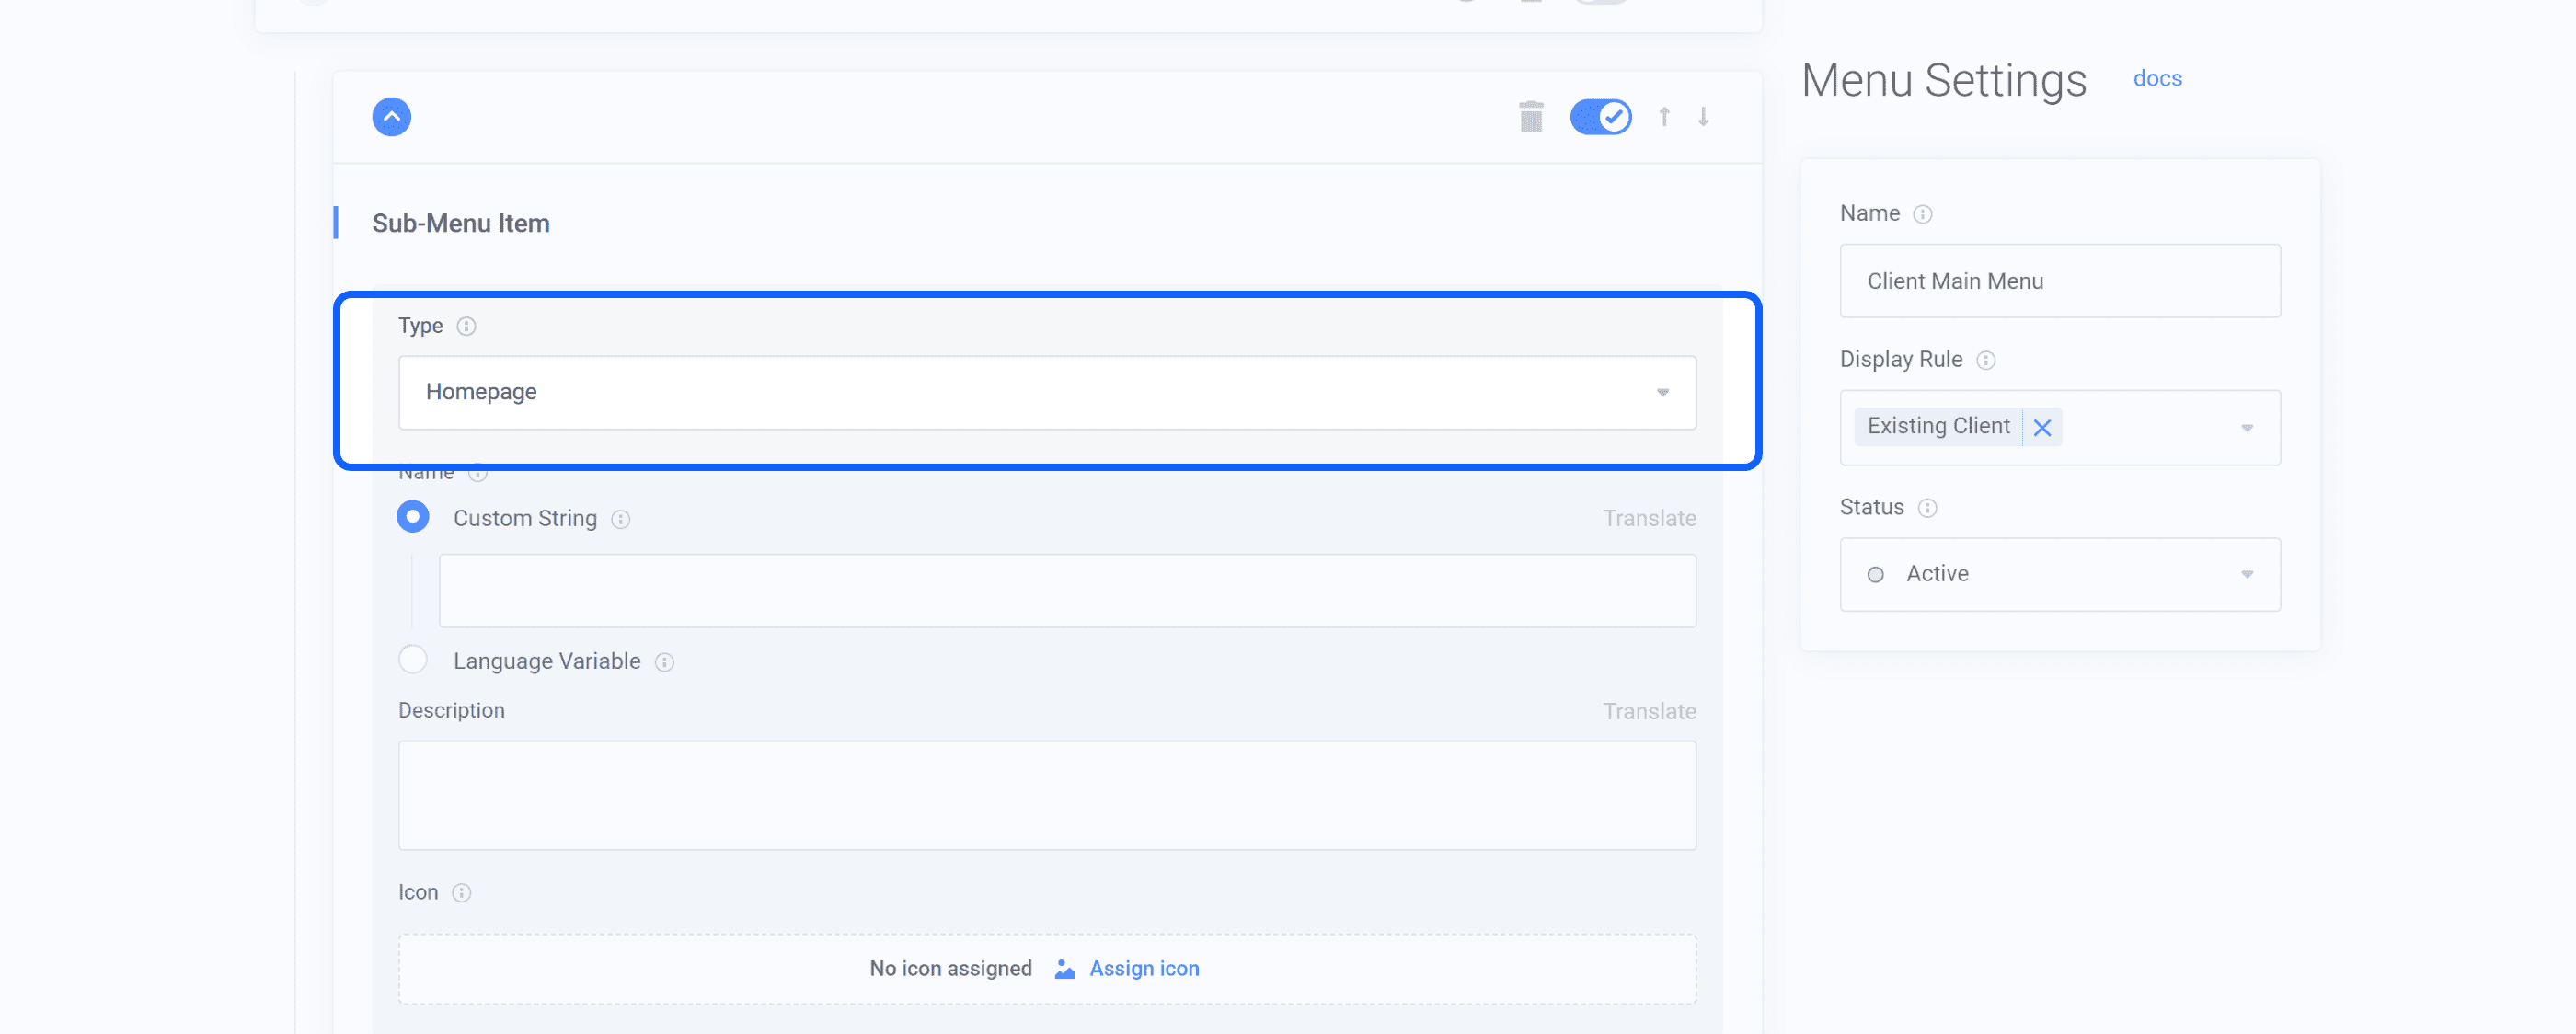 Menu Settings docs
Sub-Menu Item
Type
Homepage
Name
Custom String
Translate
Language Variable
Description
Translate
Icon
No icon assigned Assign icon
Name
Client Main Menu
Display Rule
Existing Client
Status
Active